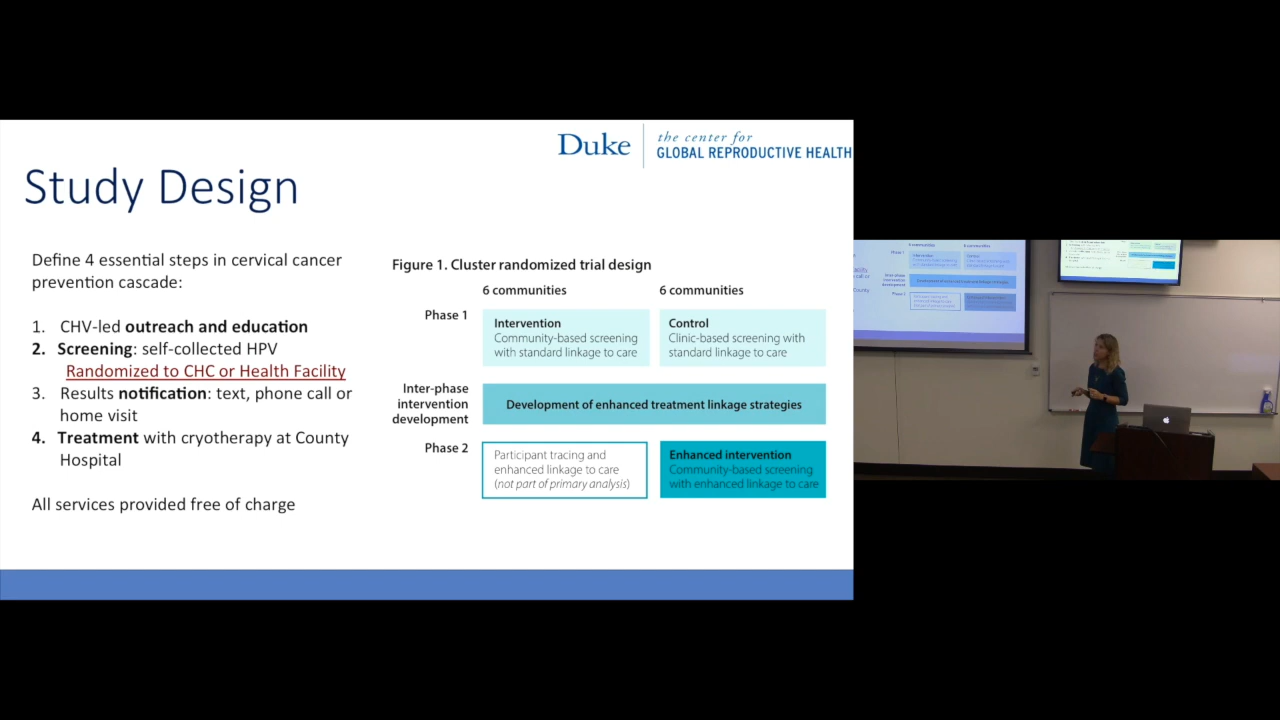 Duke
the center for
GLOBAL REPRODUCTIVE HEALTH
Study Design
Define 4 essential steps in cervical cancer
prevention cascade:
1. CHV-led outreach and education
2. Screening: self-collected HPV
Randomized to CHC or Health Facility
3. Results notification: text, phone call or
home visit
4. Treatment with cryotherapy at County
Hospital
All services provided free of charge
Figure 1. Cluster randomized trial design
6 communities
6 communities
Phase 1
Intervention
Community-based screening
with standard linkage to care
Control
Clinic-based screening with
standard linkage to care
Inter-phase
intervention
development
Development of enhanced treatment linkage strategies
Phase 2
Participant tracing and
enhanced linkage to care
(not part of primary analysis)
Enhanced intervention
Community-based screening
with enhanced linkage to care